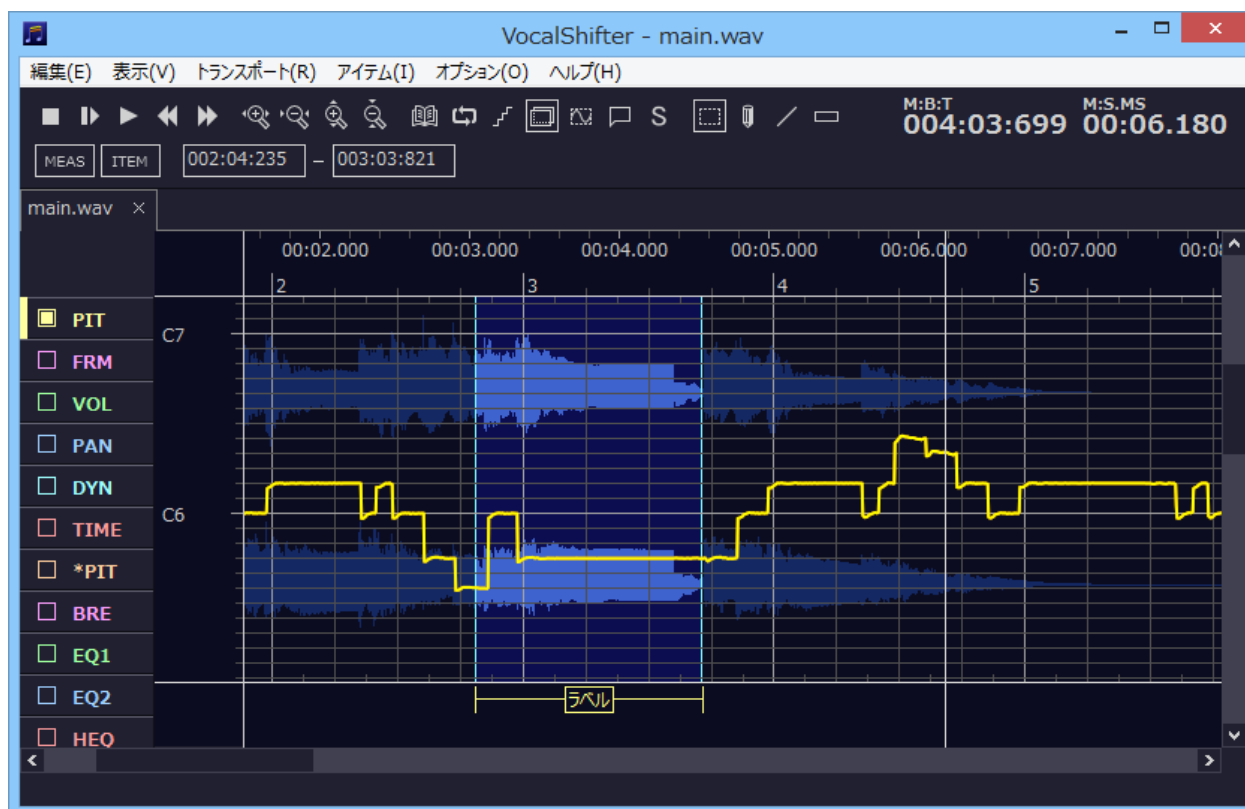 VocalShifter - main.wav
編集(E) 表示(V) トランスポート(R) アイテム(I) オプション(O) ヘルプ(H)
S
M:B:T M:S.MS
004:03:699 00:06.180
MEAS ITEM 002:04:235 – 003:03:821
main.wav ×
00:02.000 00:03.000 00:04.000 00:05.000 00:06.000 00:07.000
2 3 4 5
PIT
C7
FRM
VOL
PAN
DYN
C6
TIME
*PIT
BRE
EQ1
EQ2
ラベル
HEQ